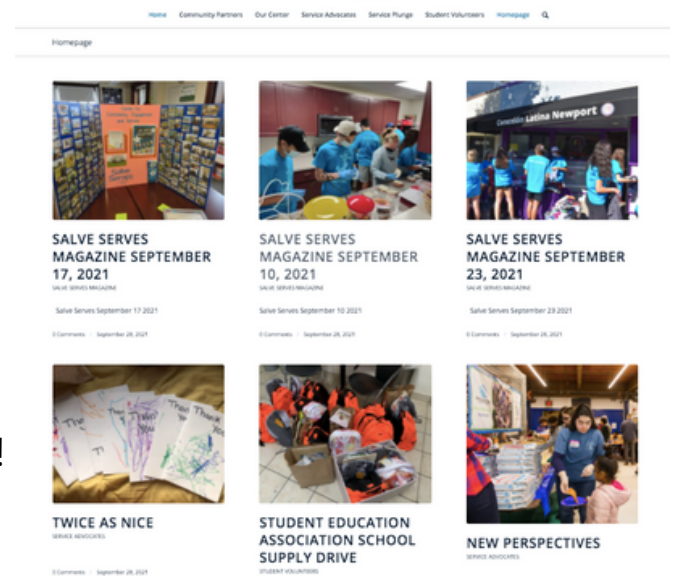 Home Community Partners Our Center Service Advocates Service Plunge Student Volunteers Homepage
Homepage
Salve
Serves
Conexión Latina Newport
SALVE SERVES
MAGAZINE SEPTEMBER
17, 2021
SALVE SERVES MAGAZINE
Salve Serves September 17 2021
0 Comments / September 28, 2021
SALVE SERVES
MAGAZINE SEPTEMBER
10, 2021
SALVE SERVES MAGAZINE
Salve Serves September 10 2021
0 Comments / September 28, 2021
SALVE SERVES
MAGAZINE SEPTEMBER
23, 2021
SALVE SERVES MAGAZINE
Salve Serves September 23 2021
0 Comments / September 28, 2021
!
Thank
You
Thank
You
TWICE AS NICE
SERVICE ADVOCATES
0 Comments / September 28, 2021
STUDENT EDUCATION
ASSOCIATION SCHOOL
SUPPLY DRIVE
STUDENT VOLUNTEERS
NEW PERSPECTIVES
SERVICE ADVOCATES